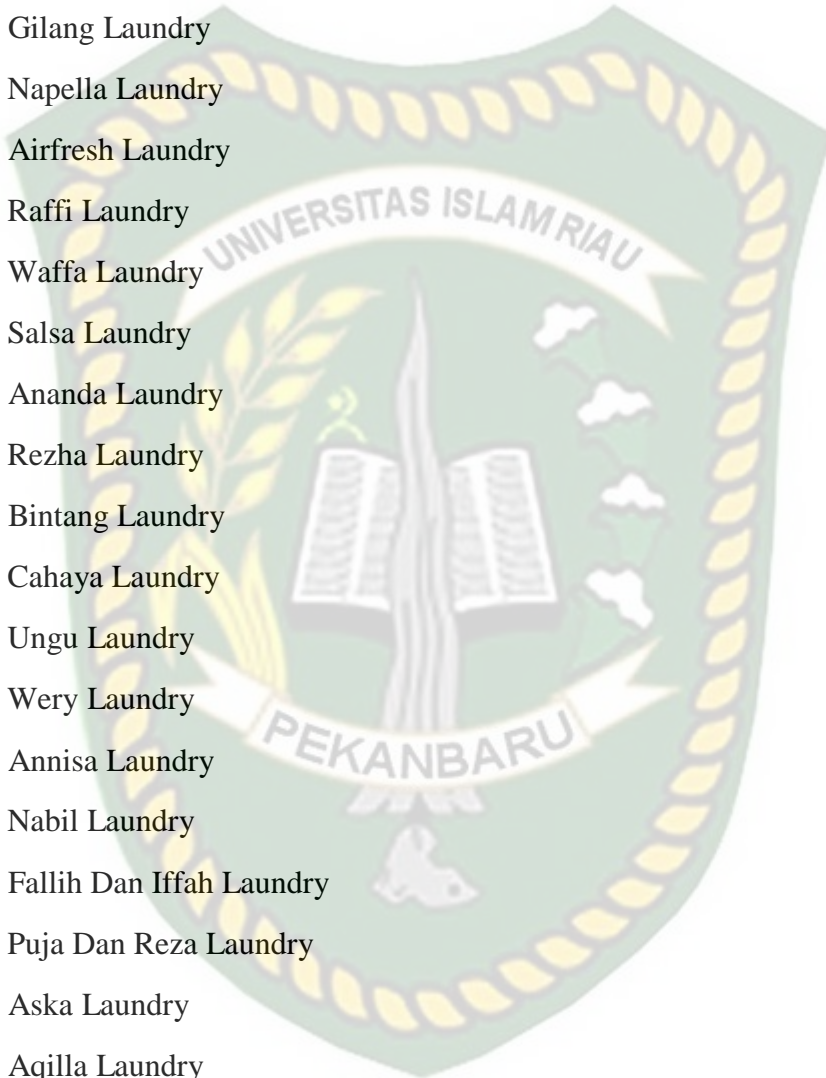 Gilang Laundry
Napella Laundry
Airfresh Laundry
Raffi Laundry
UNIVERSITAS ISLAM RIAU
Waffa Laundry
Salsa Laundry
Ananda Laundry
Rezha Laundry
Bintang Laundry
Cahaya Laundry
Ungu Laundry
Wery Laundry
PEKANBARU
Annisa Laundry
Nabil Laundry
Fallih Dan Iffah Laundry
Puja Dan Reza Laundry
Aska Laundry
Aqilla Laundry